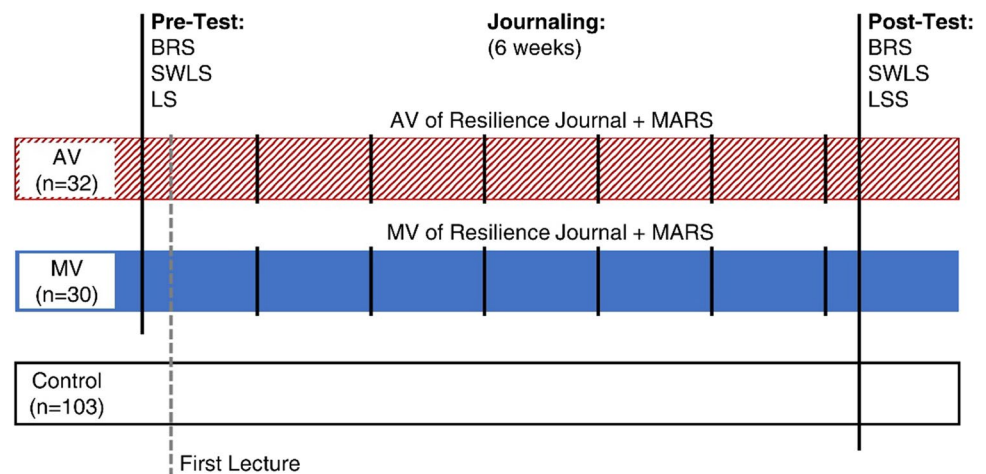 Pre-Test:
BRS
SWLS
LS
Journaling:
(6 weeks)
Post-Test:
BRS
SWLS
LSS
AV of Resilience Journal + MARS
AV
(n=32)
MV of Resilience Journal + MARS
MV
(n=30)
Control
(n=103)
First Lecture